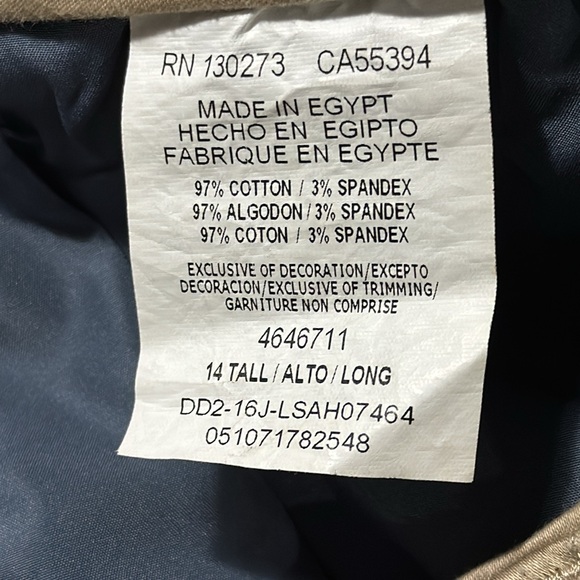 RN 130273 CA55394
MADE IN EGYPT
HECHO EN EGIPTO
FABRIQUE EN EGYPTE
97% COTTON / 3% SPANDEX
97% ALGODON / 3% SPANDEX
97% COTON / 3% SPANDEX
EXCLUSIVE OF DECORATION/EXCEPTO
DECORACION/EXCLUSIVE OF TRIMMING/
GARNITURE NON COMPRISE
4646711
14 TALL / ALTO / LONG
DD2-16J-LSAH07464
051071782548